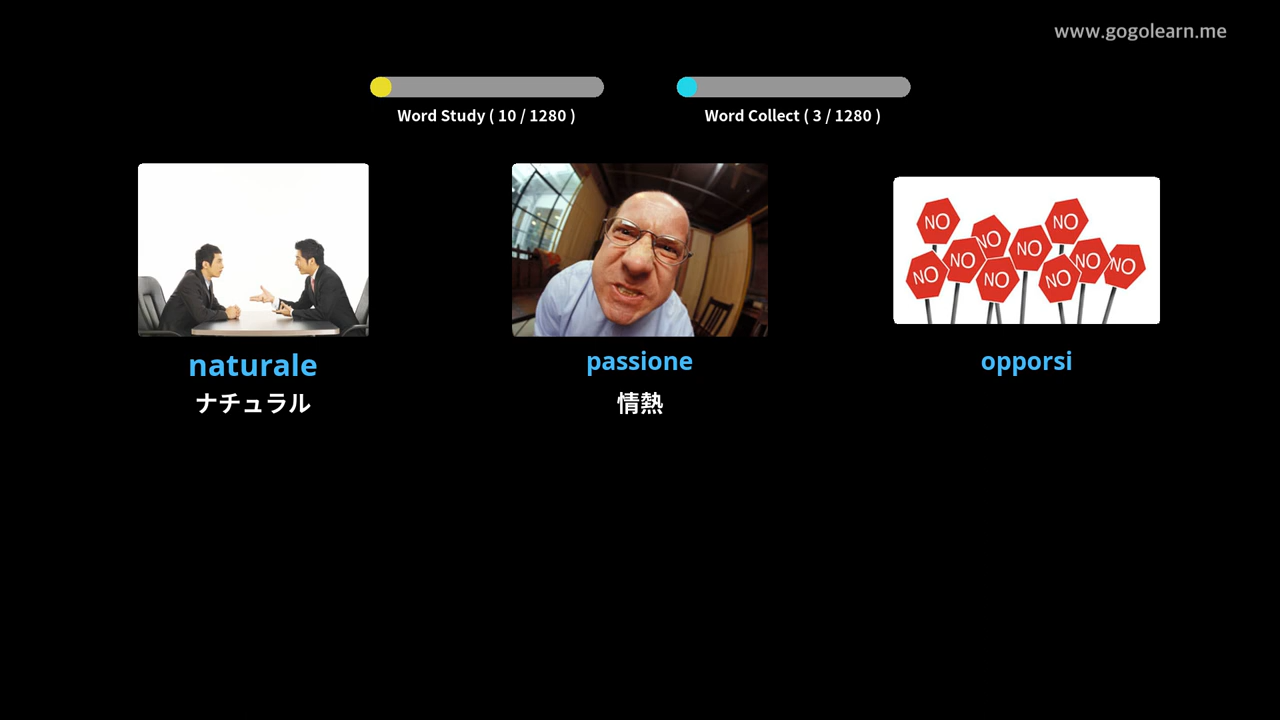 www.gogolearn.me
Word Study ( 10 / 1280 )
Word Collect ( 3 / 1280 )
NO
NO
NO
NO
NO
NO
NO
NO
NO
NO
naturale
passione
opporsi
ナチュラル
情熱